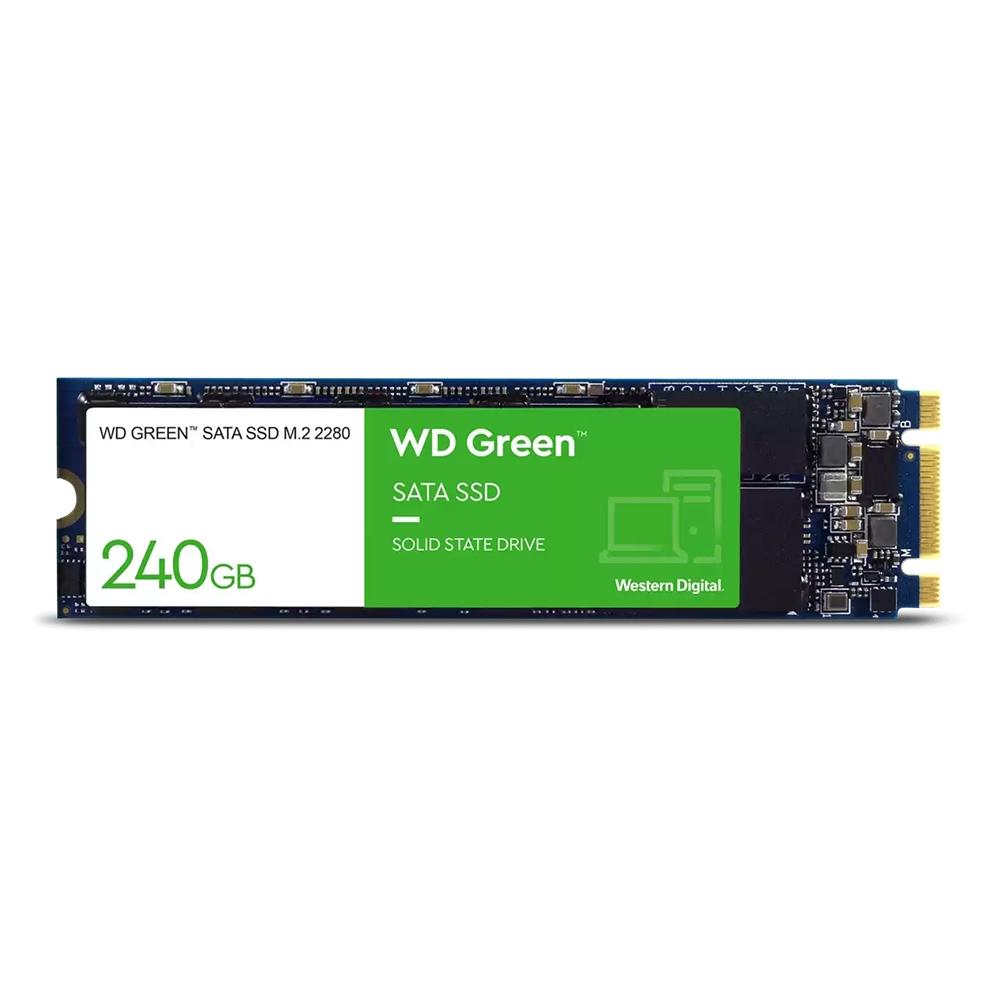 WD GREEN™ SATA SSD M.2 2280
240GB
WD Green™
SATA SSD
SOLID STATE DRIVE
Western Digital.
B
M